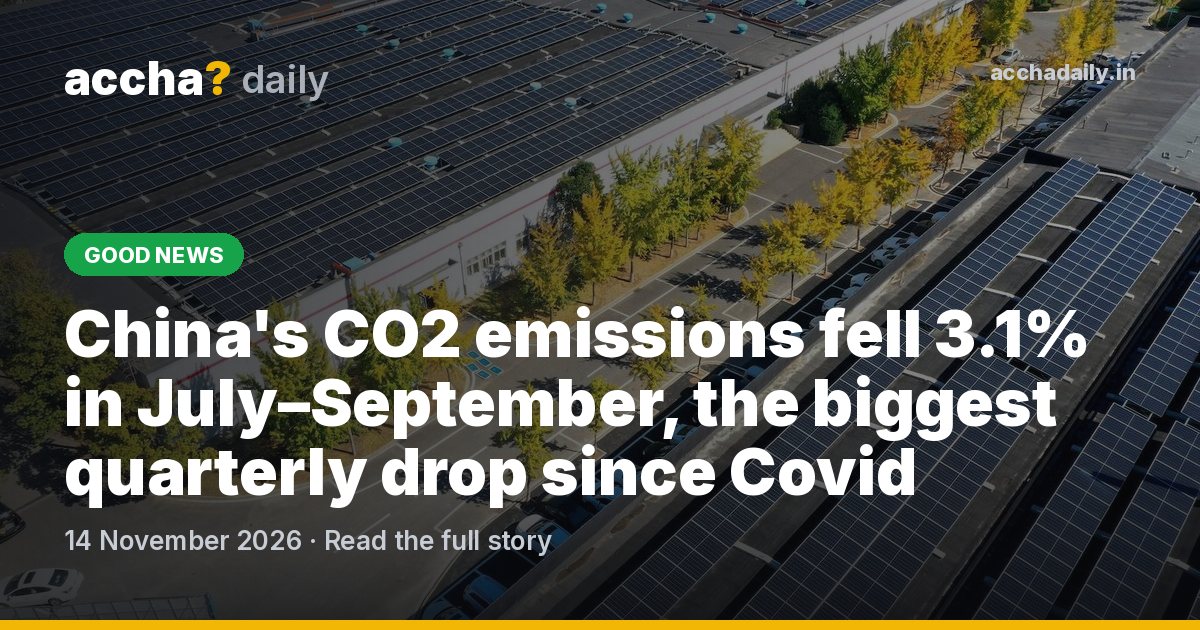 accha? daily
acchadaily.in
GOOD NEWS
China's CO2 emissions fell 3.1%
in July–September, the biggest
quarterly drop since Covid
14 November 2026 · Read the full story